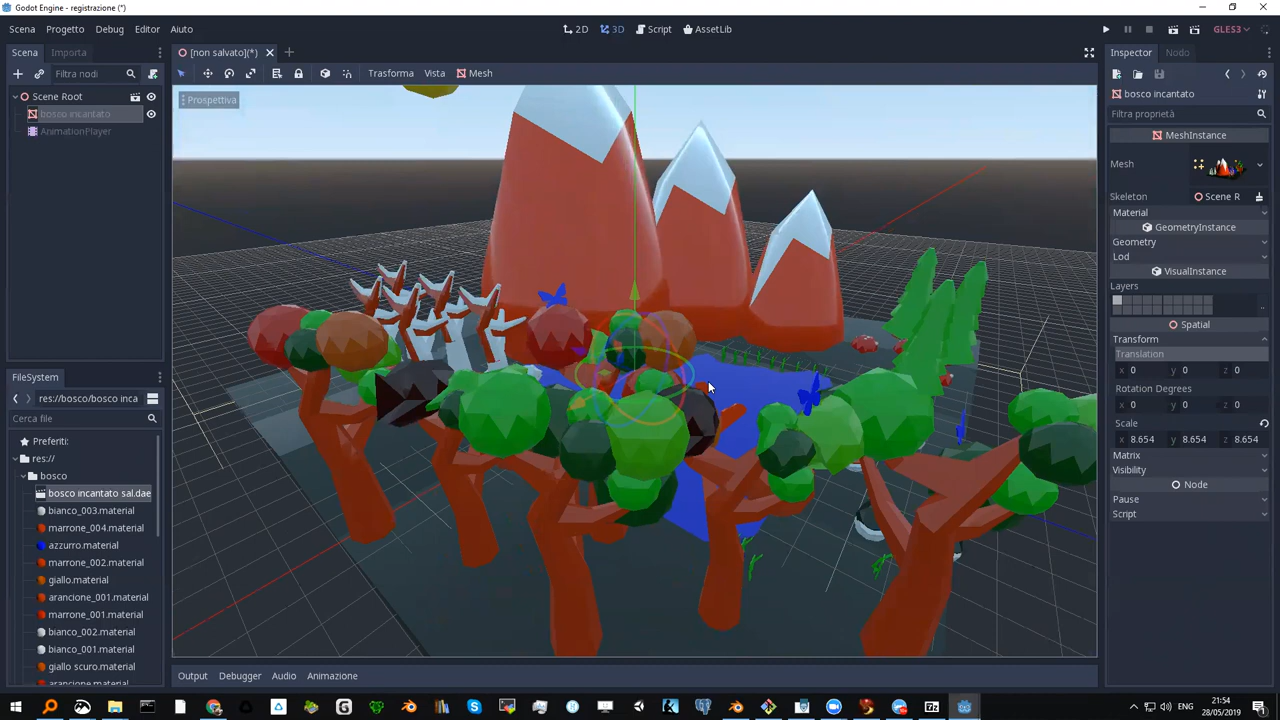 Godot Engine - registrazione (*)
Scena Progetto Debug Editor Aiuto
2D 3D Script AssetLib
GLES3
Scena Importa
Filtra nodi
Scene Root
bosco incantato
AnimationPlayer
[non salvato](*)
Trasforma Vista Mesh
Prospettiva
FileSystem
res://bosco/bosco inca
Cerca file
Preferiti:
res://
bosco
bosco incantato sal.dae
bianco_003.material
marrone_004.material
azzurro.material
marrone_002.material
giallo.material
arancione_001.material
marrone_001.material
bianco_002.material
bianco_001.material
giallo scuro.material
arancione.material
Output Debugger Audio Animazione
Inspector Nodo
bosco incantato
Filtra proprietà
MeshInstance
Mesh
Skeleton Scene R
Material
GeometryInstance
Geometry
Lod
VisualInstance
Layers
Spatial
Transform
Translation
x 0 y 0 z 0
Rotation Degrees
x 0 y 0 z 0
Scale
x 8.654 y 8.654 z 8.654
Matrix
Visibility
Node
Pause
Script
ENG
21:54
28/05/2019